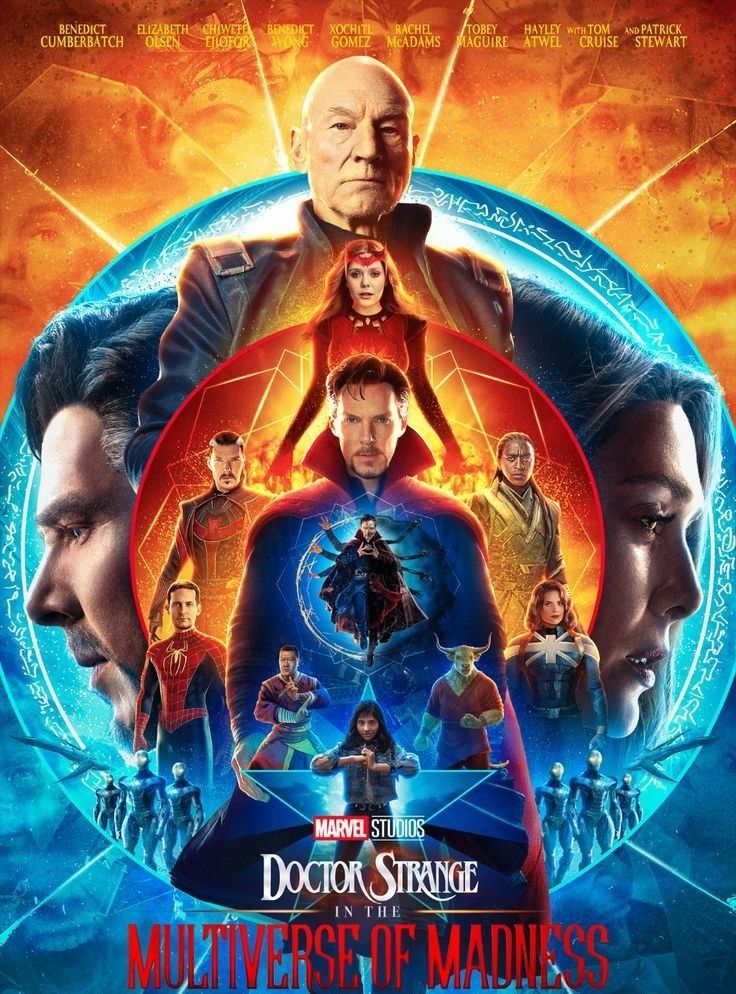 BENEDICT ELIZABETH CHIWETEL BENEDICT XOCHITL RACHEL TOBEY HAYLEY WITH TOM AND PATRICK
CUMBERBATCH OLSEN EJIOFOR WONG GOMEZ McADAMS MAGUIRE ATWEL CRUISE STEWART
MARVEL STUDIOS
DOCTOR STRANGE
IN THE
MULTIVERSE OF MADNESS